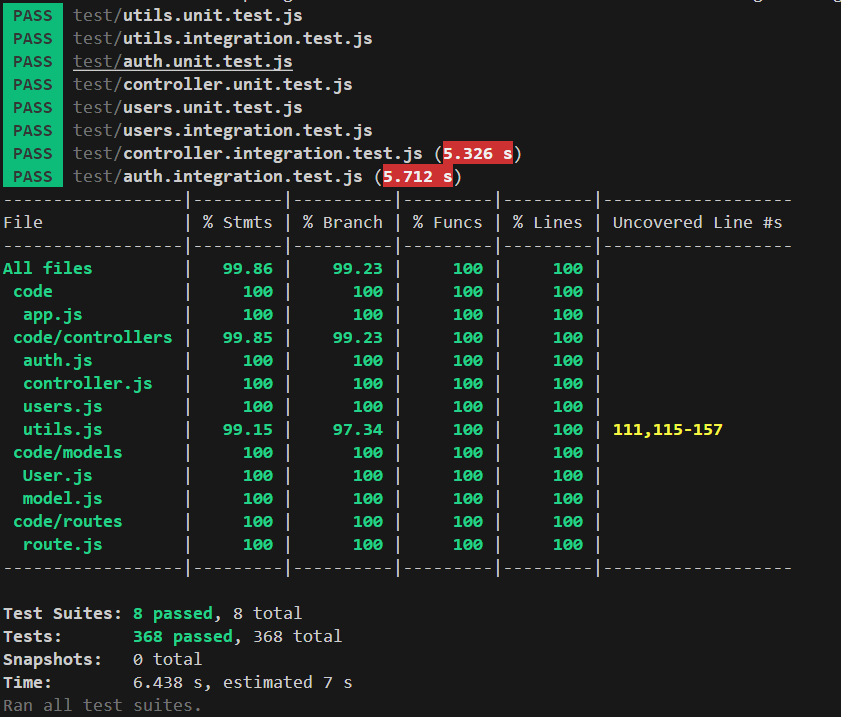 PASS test/utils.unit.test.js
PASS test/utils.integration.test.js
PASS test/auth.unit.test.js
PASS test/controller.unit.test.js
PASS test/users.unit.test.js
PASS test/users.integration.test.js
PASS test/controller.integration.test.js (5.326 s)
PASS test/auth.integration.test.js (5.712 s)
------------------|---------|----------|---------|---------|-------------------
File              | % Stmts | % Branch | % Funcs | % Lines | Uncovered Line #s
------------------|---------|----------|---------|---------|-------------------
All files         |   99.86 |    99.23 |     100 |     100 |
 code             |     100 |      100 |     100 |     100 |
  app.js          |     100 |      100 |     100 |     100 |
 code/controllers |   99.85 |    99.23 |     100 |     100 |
  auth.js         |     100 |      100 |     100 |     100 |
  controller.js   |     100 |      100 |     100 |     100 |
  users.js        |     100 |      100 |     100 |     100 |
  utils.js        |   99.15 |    97.34 |     100 |     100 | 111,115-157
 code/models      |     100 |      100 |     100 |     100 |
  User.js         |     100 |      100 |     100 |     100 |
  model.js        |     100 |      100 |     100 |     100 |
 code/routes      |     100 |      100 |     100 |     100 |
  route.js        |     100 |      100 |     100 |     100 |
------------------|---------|----------|---------|---------|-------------------
Test Suites: 8 passed, 8 total
Tests:       368 passed, 368 total
Snapshots:   0 total
Time:        6.438 s, estimated 7 s
Ran all test suites.